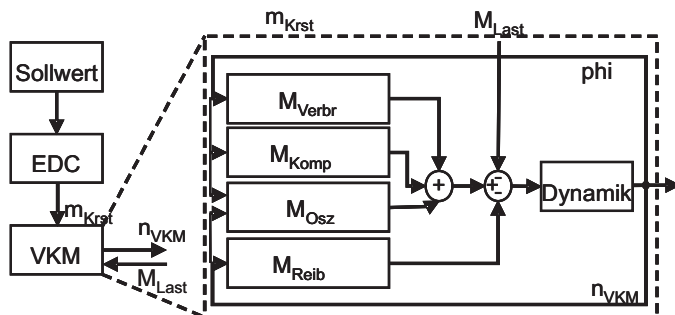 m_Krst
M_Last
Sollwert
phi
M_Verbr
EDC
M_Komp
+
+
-
-
Dynamik
m_Krst
M_Osz
n_VKM
VKM
M_Reib
M_Last
n_VKM